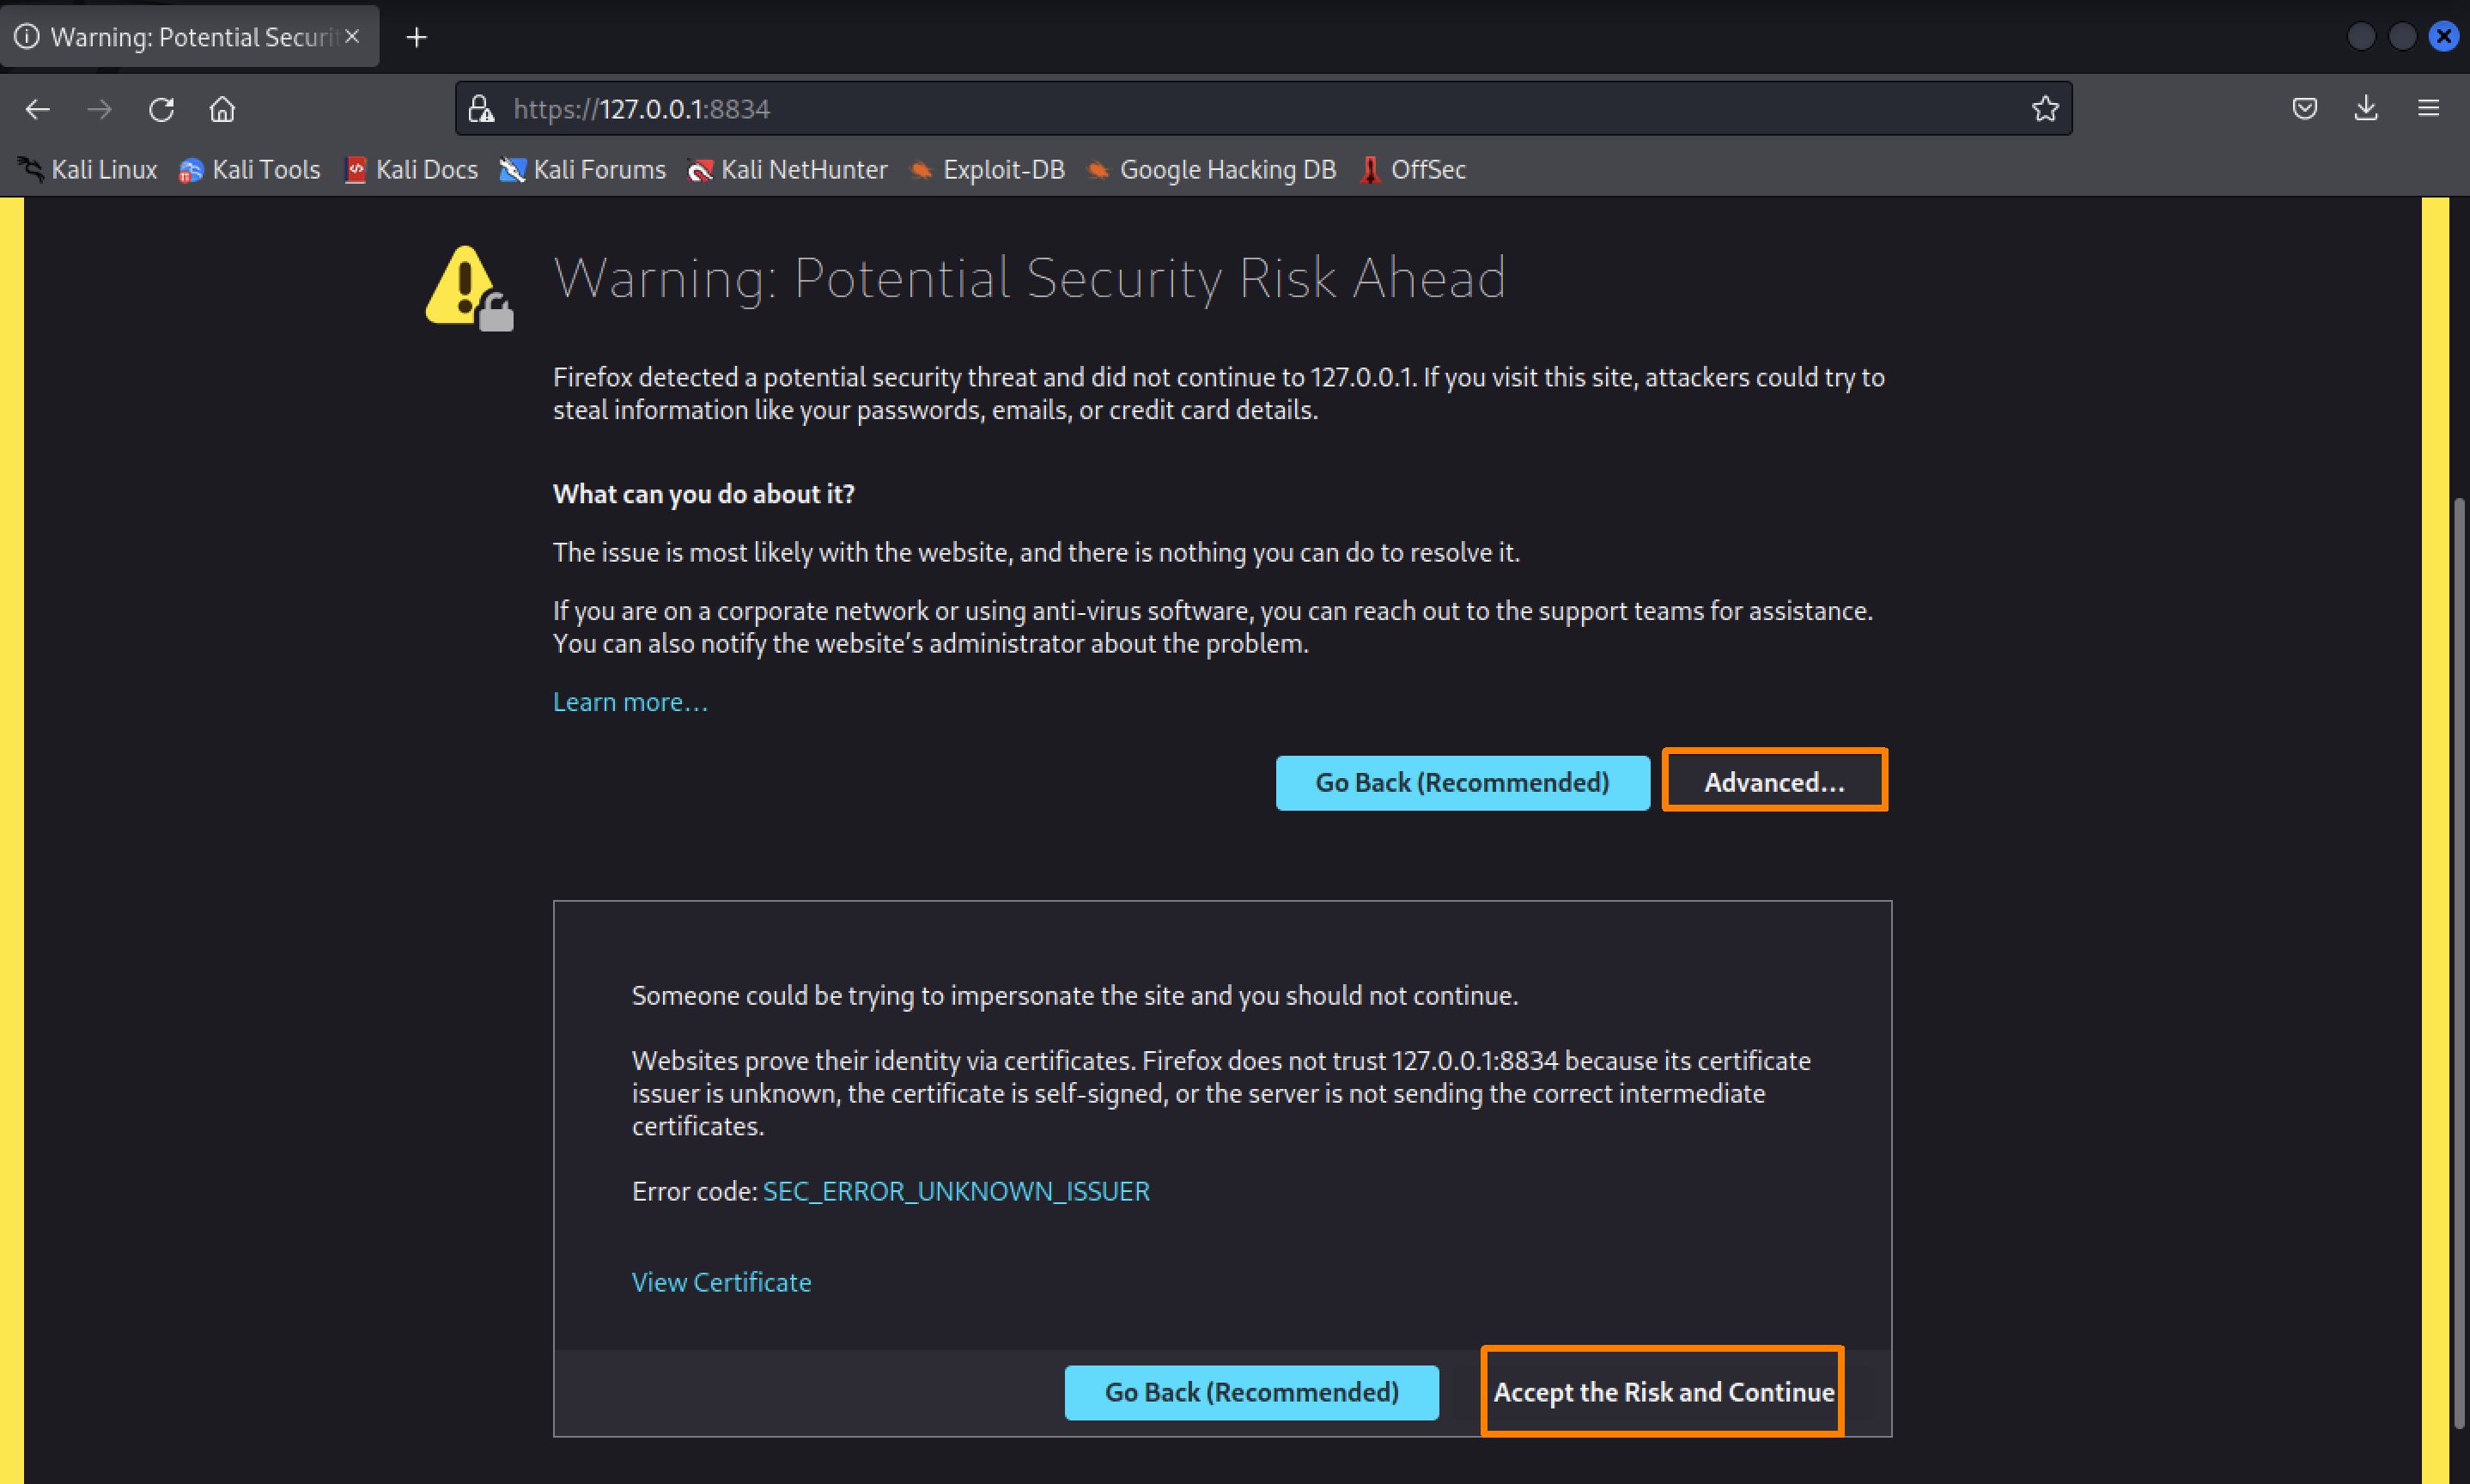 Warning: Potential Securit
https://127.0.0.1:8834
Kali Linux Kali Tools Kali Docs Kali Forums Kali NetHunter Exploit-DB Google Hacking DB OffSec
Warning: Potential Security Risk Ahead
Firefox detected a potential security threat and did not continue to 127.0.0.1. If you visit this site, attackers could try to
steal information like your passwords, emails, or credit card details.
What can you do about it?
The issue is most likely with the website, and there is nothing you can do to resolve it.
If you are on a corporate network or using anti-virus software, you can reach out to the support teams for assistance.
You can also notify the website’s administrator about the problem.
Learn more…
Go Back (Recommended) Advanced…
Someone could be trying to impersonate the site and you should not continue.
Websites prove their identity via certificates. Firefox does not trust 127.0.0.1:8834 because its certificate
issuer is unknown, the certificate is self-signed, or the server is not sending the correct intermediate
certificates.
Error code: SEC_ERROR_UNKNOWN_ISSUER
View Certificate
Go Back (Recommended) Accept the Risk and Continue